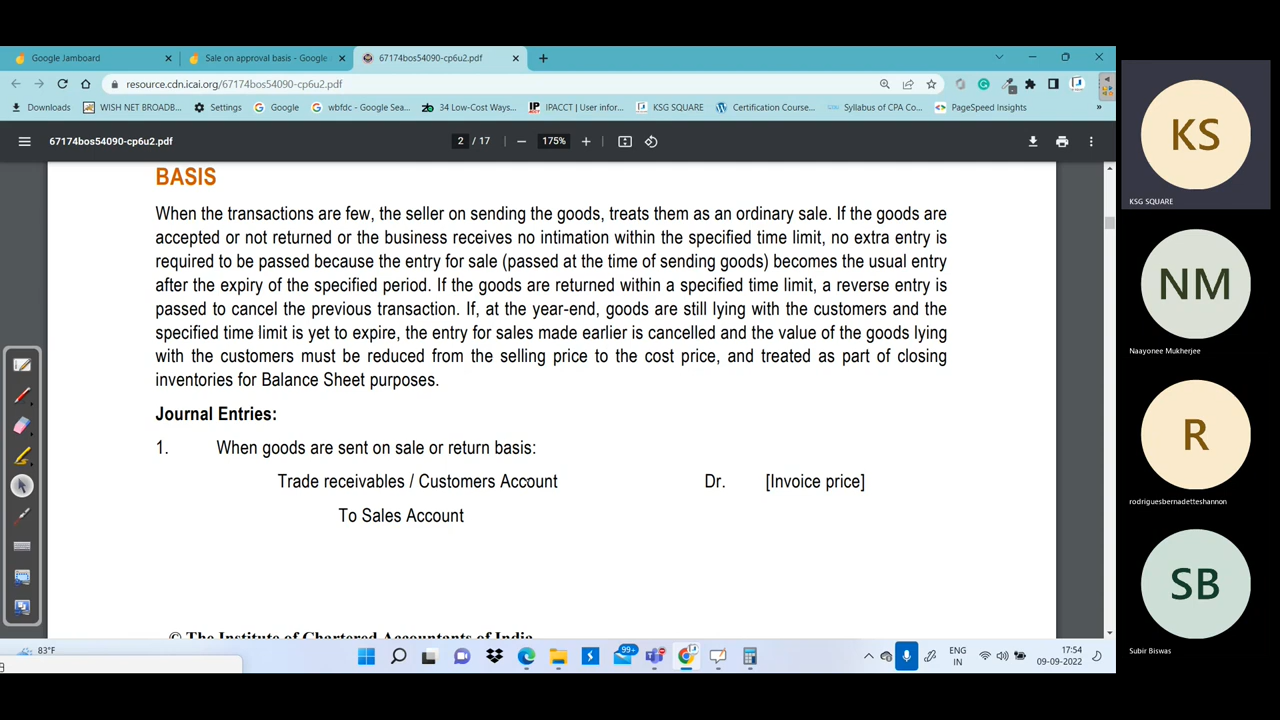 Google Jamboard
Sale on approval basis - Google
67174bos54090-cp6u2.pdf
resource.cdn.icai.org/67174bos54090-cp6u2.pdf
Downloads
WISH NET BROADB...
Settings
Google
wbfdc - Google Sea...
34 Low-Cost Ways...
IPACCT | User infor...
KSG SQUARE
Certification Course...
Syllabus of CPA Co...
PageSpeed Insights
»
67174bos54090-cp6u2.pdf
2 / 17
175%
BASIS
When the transactions are few, the seller on sending the goods, treats them as an ordinary sale. If the goods are
accepted or not returned or the business receives no intimation within the specified time limit, no extra entry is
required to be passed because the entry for sale (passed at the time of sending goods) becomes the usual entry
after the expiry of the specified period. If the goods are returned within a specified time limit, a reverse entry is
passed to cancel the previous transaction. If, at the year-end, goods are still lying with the customers and the
specified time limit is yet to expire, the entry for sales made earlier is cancelled and the value of the goods lying
with the customers must be reduced from the selling price to the cost price, and treated as part of closing
inventories for Balance Sheet purposes.
Journal Entries:
1. When goods are sent on sale or return basis:
Trade receivables / Customers Account Dr. [Invoice price]
To Sales Account
© The Institute of Chartered Accountants of India
83°F
99+
ENG
IN
17:54
09-09-2022
KS
KSG SQUARE
NM
Naayonee Mukherjee
R
rodriguesbernadetteshannon
SB
Subir Biswas